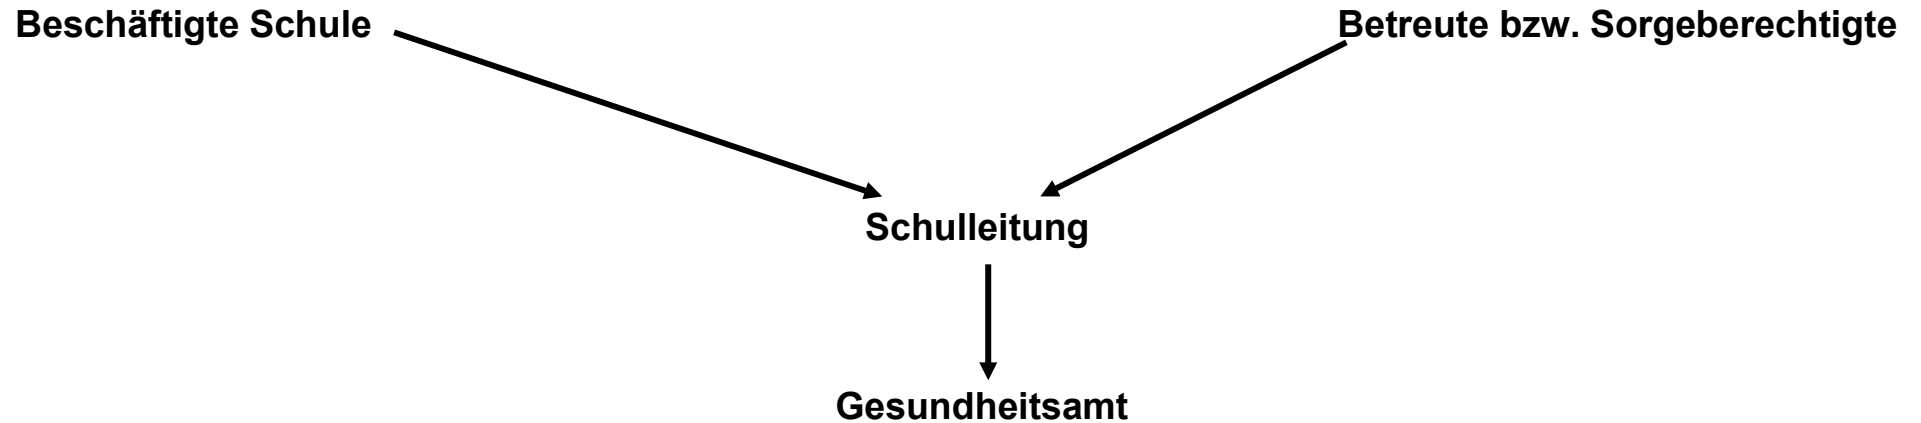 Beschäftigte Schule
Betreute bzw. Sorgeberechtigte
Schulleitung
Gesundheitsamt